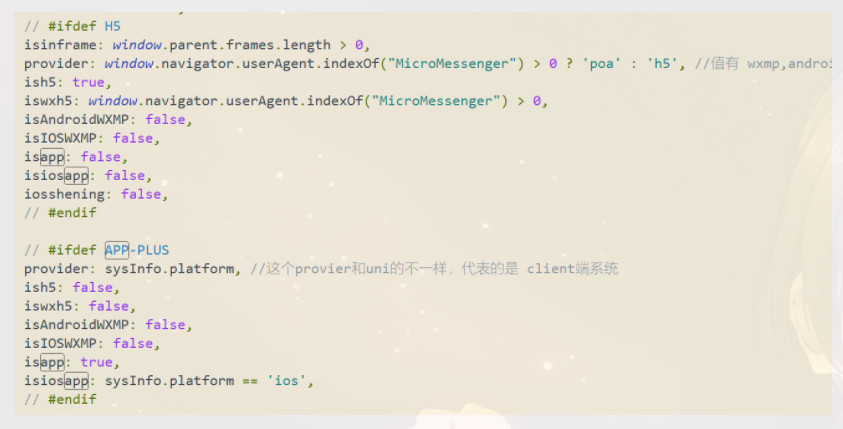 // #ifdef H5
isinframe: window.parent.frames.length > 0,
provider: window.navigator.userAgent.indexOf("MicroMessenger") > 0 ? 'poa' : 'h5', //值有 wxmp,androi
ish5: true,
iswxh5: window.navigator.userAgent.indexOf("MicroMessenger") > 0,
isAndroidWXMP: false,
isIOSWXMP: false,
isapp: false,
isiosapp: false,
iosshening: false,
// #endif
// #ifdef APP-PLUS
provider: sysInfo.platform, //这个provier和uni的不一样，代表的是 client端系统
ish5: false,
iswxh5: false,
isAndroidWXMP: false,
isIOSWXMP: false,
isapp: true,
isiosapp: sysInfo.platform == 'ios',
// #endif